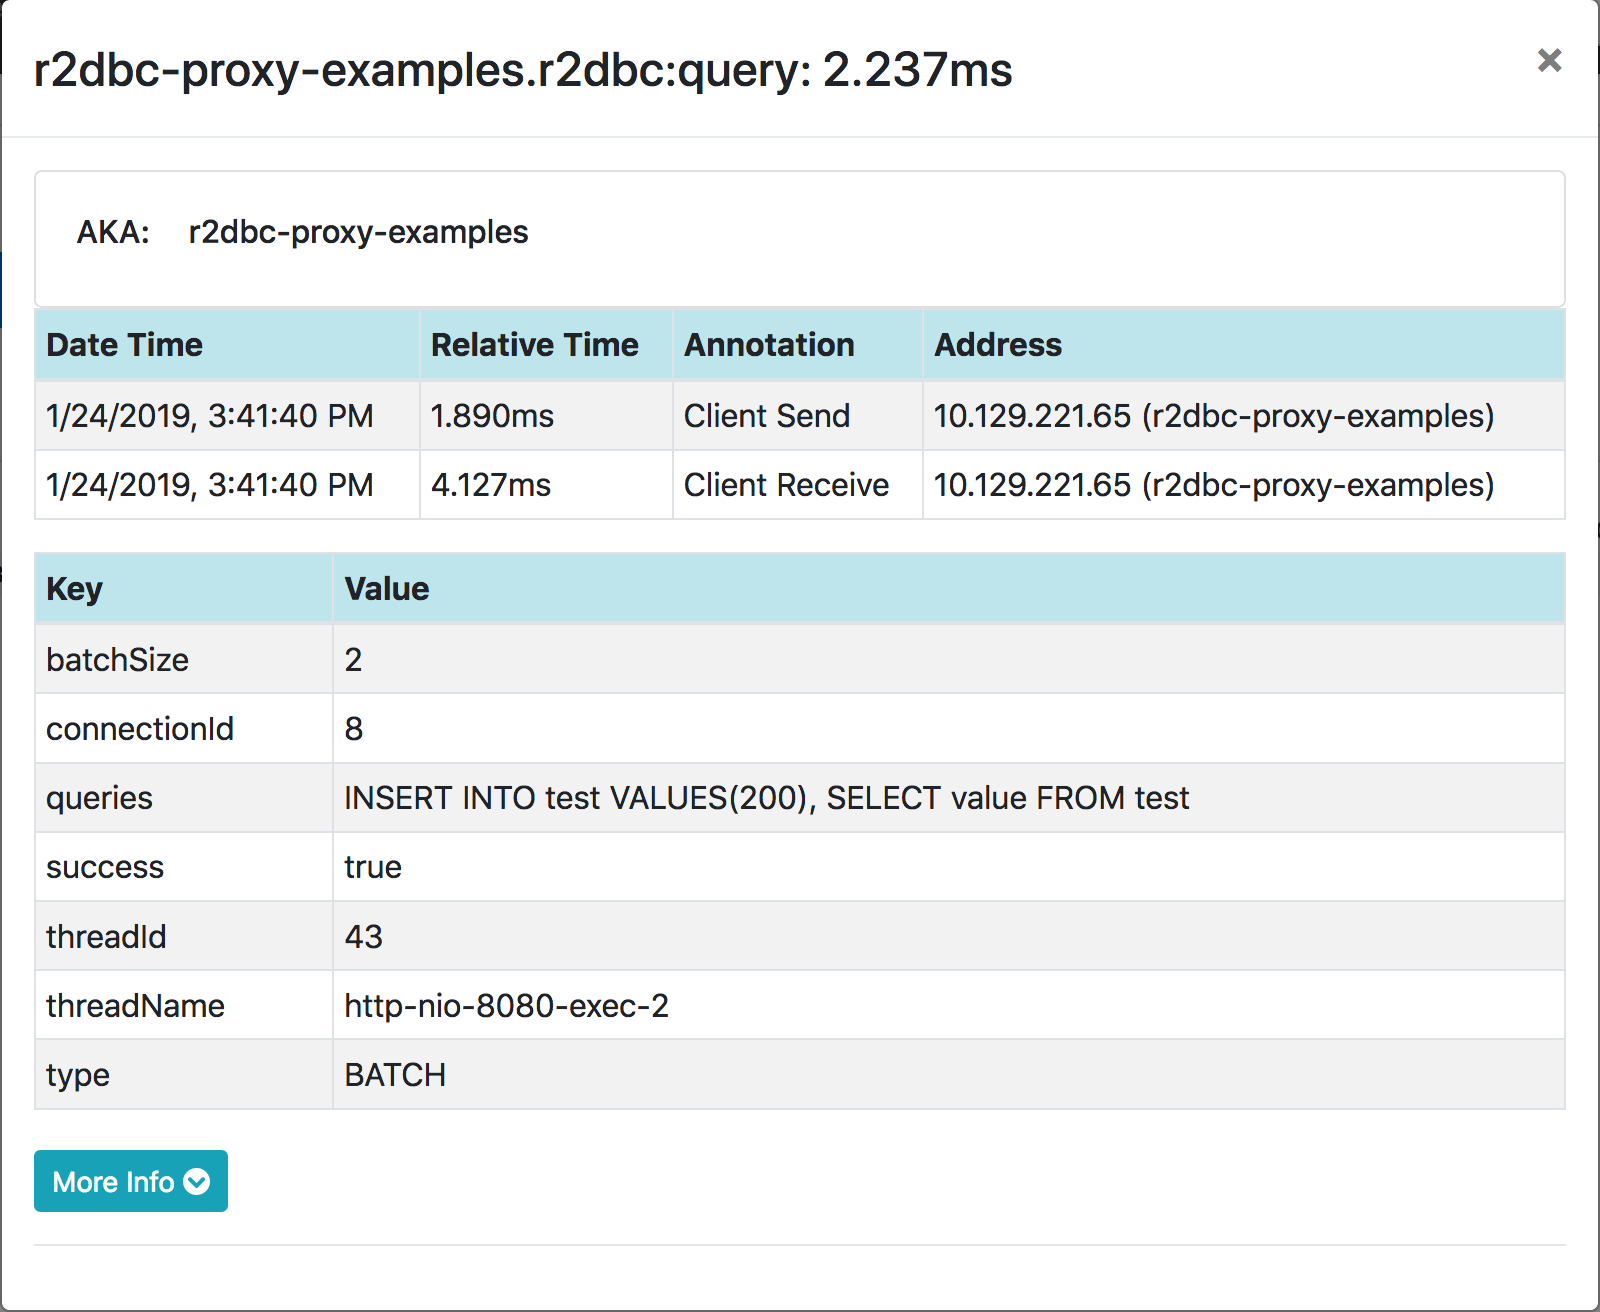 r2dbc-proxy-examples.r2dbc:query: 2.237ms ×
AKA: r2dbc-proxy-examples
Date Time Relative Time Annotation Address
1/24/2019, 3:41:40 PM 1.890ms Client Send 10.129.221.65 (r2dbc-proxy-examples)
1/24/2019, 3:41:40 PM 4.127ms Client Receive 10.129.221.65 (r2dbc-proxy-examples)
Key Value
batchSize 2
connectionId 8
queries INSERT INTO test VALUES(200), SELECT value FROM test
success true
threadId 43
threadName http-nio-8080-exec-2
type BATCH
More Info